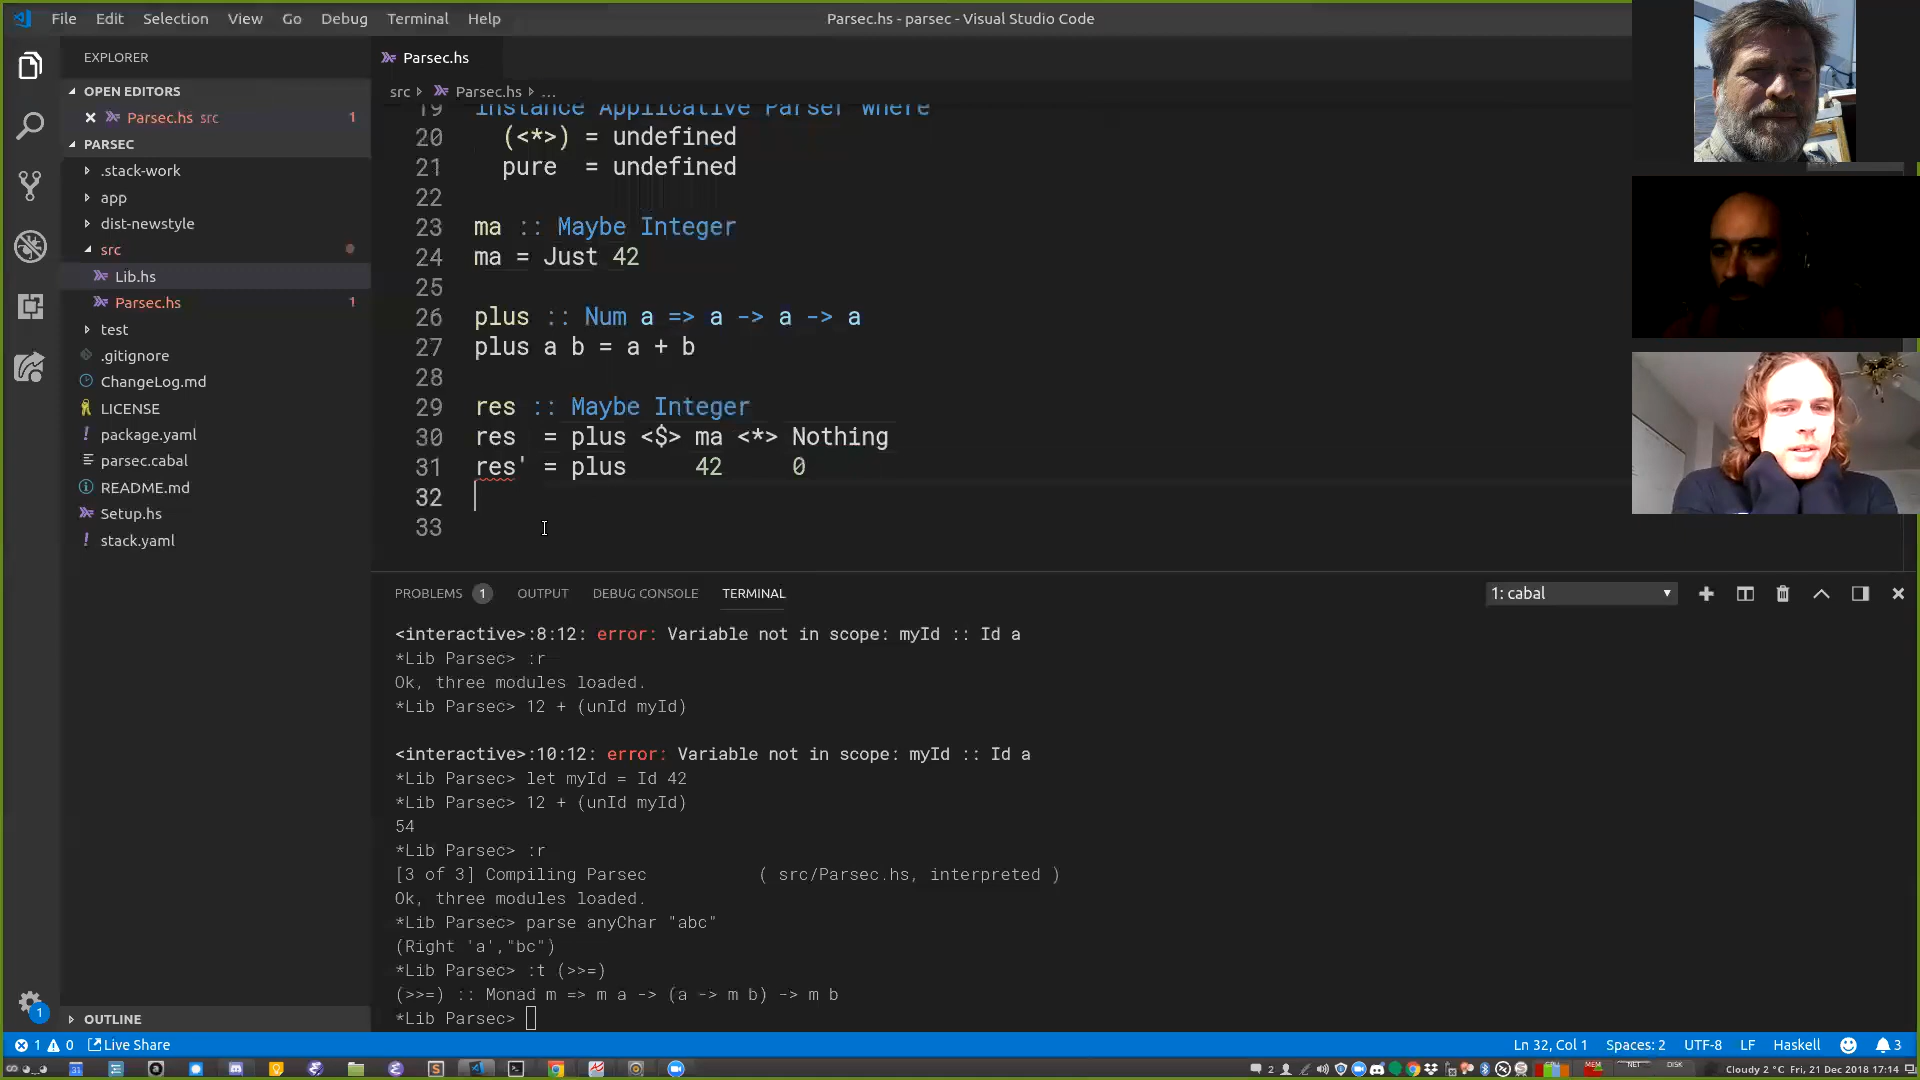 File Edit Selection View Go Debug Terminal Help
Parsec.hs - parsec - Visual Studio Code
EXPLORER
OPEN EDITORS
Parsec.hs src 1
PARSEC
.stack-work
app
dist-newstyle
src
Lib.hs
Parsec.hs 1
test
.gitignore
ChangeLog.md
LICENSE
package.yaml
parsec.cabal
README.md
Setup.hs
stack.yaml
OUTLINE
Parsec.hs
src Parsec.hs ...
19 instance Applicative Parser where
20 (<*>) = undefined
21 pure = undefined
22
23 ma :: Maybe Integer
24 ma = Just 42
25
26 plus :: Num a => a -> a -> a
27 plus a b = a + b
28
29 res :: Maybe Integer
30 res = plus <$> ma <*> Nothing
31 res' = plus 42 0
32
33
PROBLEMS 1 OUTPUT DEBUG CONSOLE TERMINAL 1: cabal
<interactive>:8:12: error: Variable not in scope: myId :: Id a
*Lib Parsec> :r
Ok, three modules loaded.
*Lib Parsec> 12 + (unId myId)
<interactive>:10:12: error: Variable not in scope: myId :: Id a
*Lib Parsec> let myId = Id 42
*Lib Parsec> 12 + (unId myId)
54
*Lib Parsec> :r
[3 of 3] Compiling Parsec ( src/Parsec.hs, interpreted )
Ok, three modules loaded.
*Lib Parsec> parse anyChar "abc"
(Right 'a',"bc")
*Lib Parsec> :t (>>=)
(>>=) :: Monad m => m a -> (a -> m b) -> m b
*Lib Parsec>
1
1 0 Live Share Ln 32, Col 1 Spaces: 2 UTF-8 LF Haskell 3
2 Cloudy 2 °C Fri, 21 Dec 2018 17:14